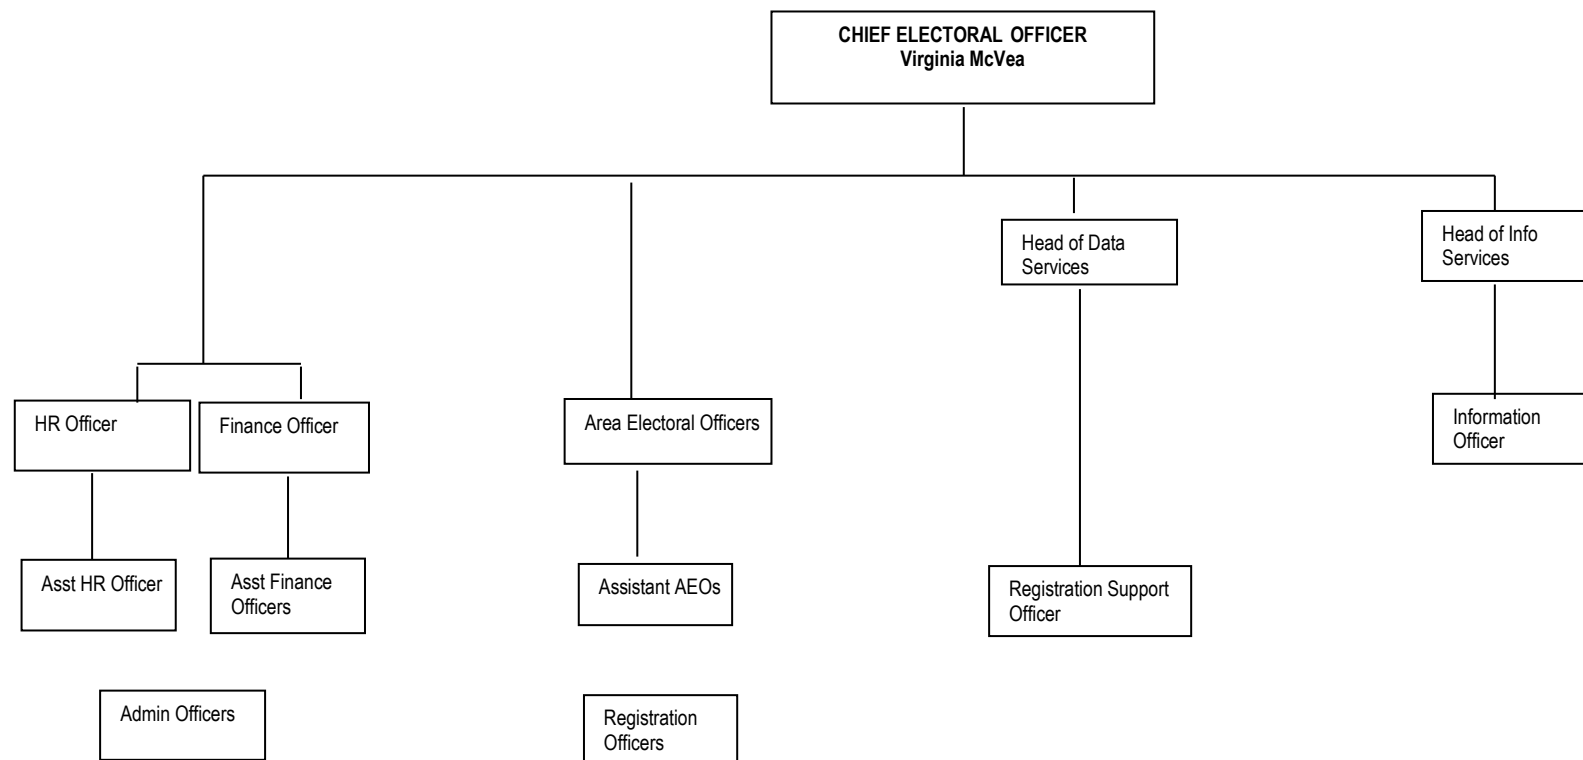 CHIEF ELECTORAL OFFICER
Virginia McVea
Head of Data
Services
Head of Info
Services
HR Officer
Finance Officer
Area Electoral Officers
Information
Officer
Asst HR Officer
Asst Finance
Officers
Assistant AEOs
Registration Support
Officer
Admin Officers
Registration
Officers